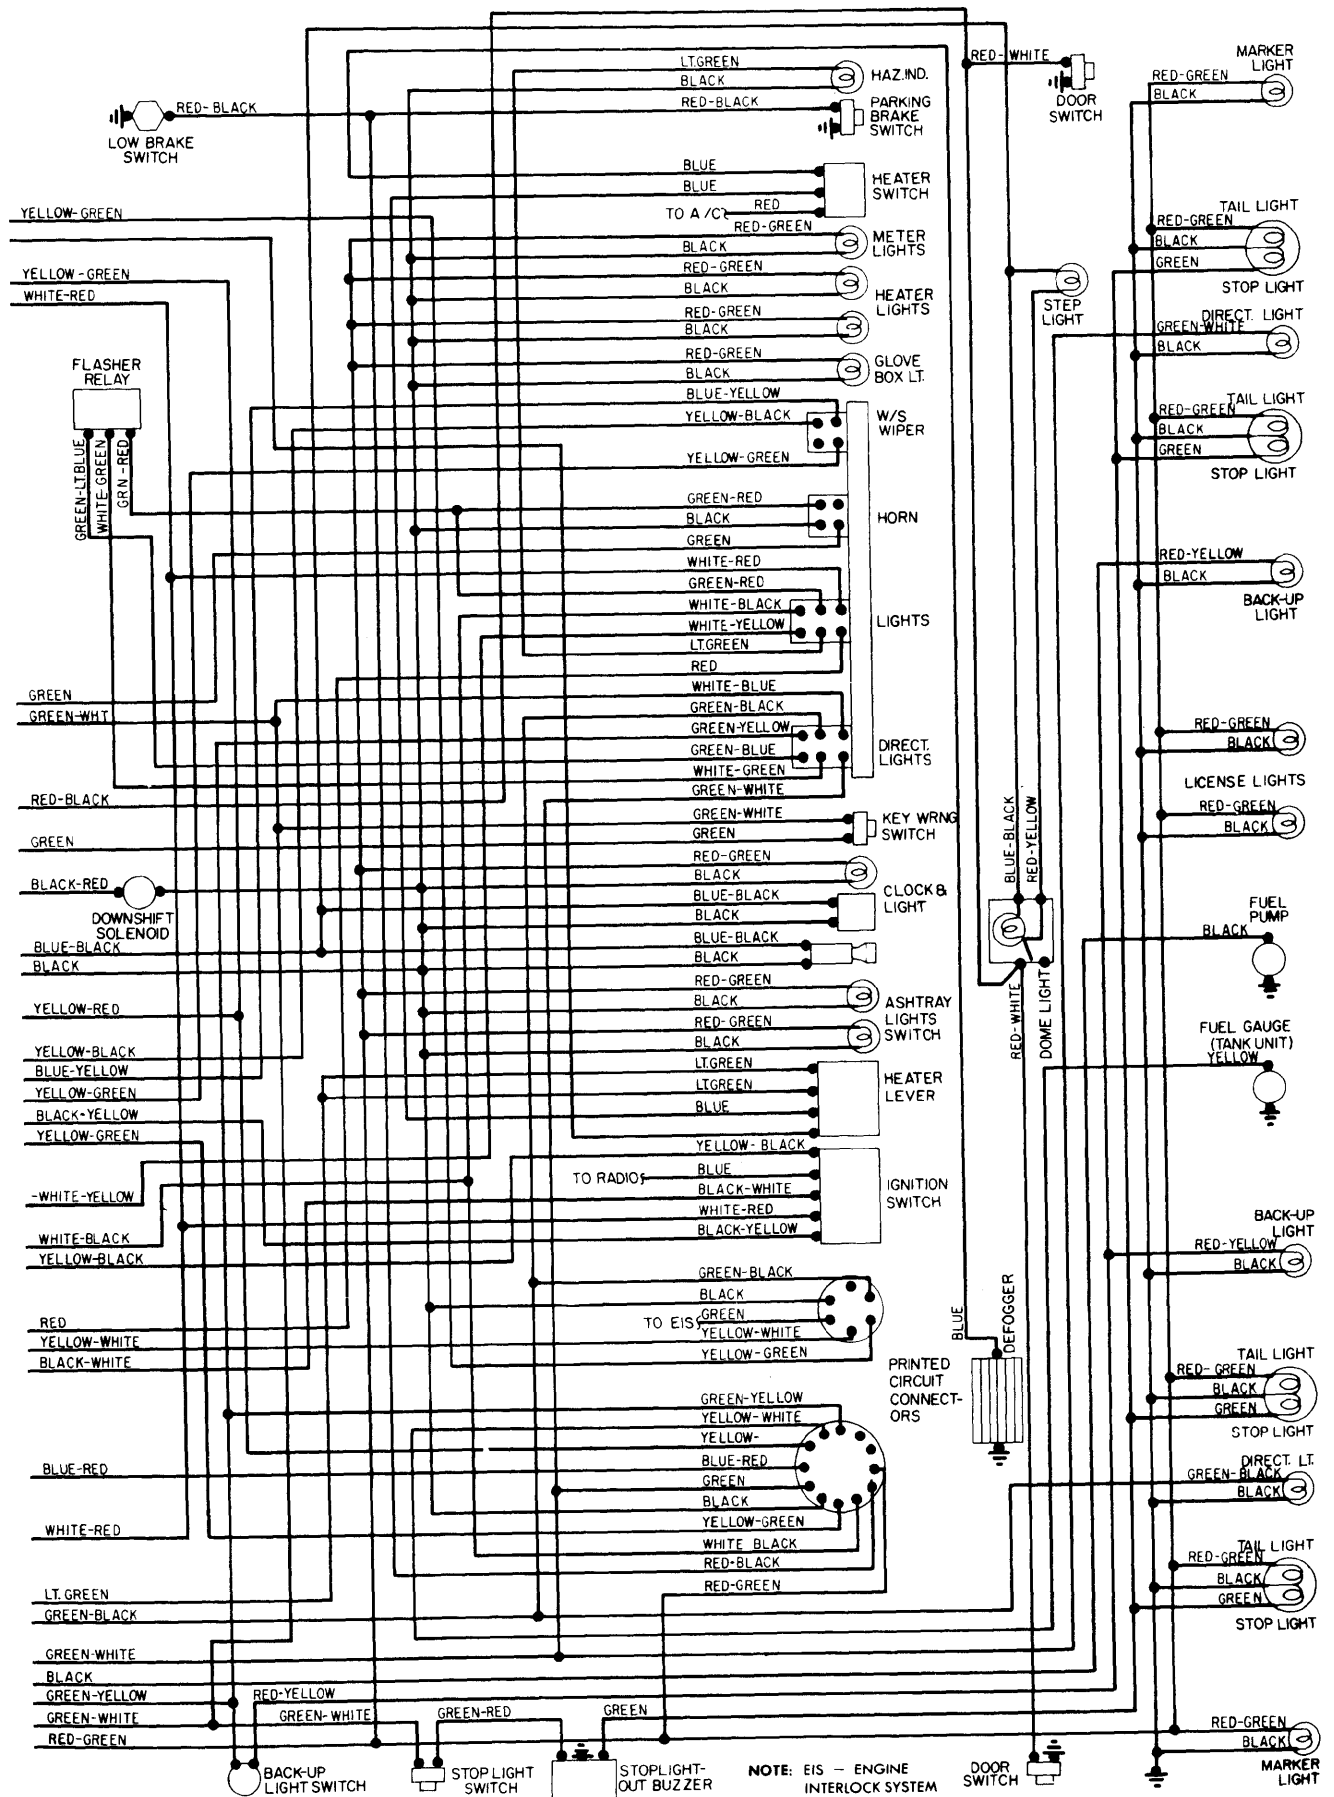 LT.GREEN
BLACK
HAZ.IND.
RED-WHITE
MARKER
LIGHT
RED-GREEN
BLACK
RED-BLACK
RED-BLACK
PARKING
BRAKE
SWITCH
DOOR
SWITCH
LOW BRAKE
SWITCH
BLUE
BLUE
HEATER
SWITCH
TO A/C
RED
YELLOW-GREEN
RED-GREEN
BLACK
METER
LIGHTS
TAIL LIGHT
RED-GREEN
BLACK
GREEN
STOP LIGHT
YELLOW-GREEN
WHITE-RED
RED-GREEN
BLACK
HEATER
LIGHTS
RED-GREEN
BLACK
STEP
LIGHT
DIRECT. LIGHT
GREEN-WHITE
BLACK
FLASHER
RELAY
RED-GREEN
BLACK
GLOVE
BOX LT.
BLUE-YELLOW
YELLOW-BLACK
W/S
WIPER
YELLOW-GREEN
TAIL LIGHT
RED-GREEN
BLACK
GREEN
STOP LIGHT
GREEN-LT.BLUE
WHITE-GREEN
GRN-RED
GREEN-RED
BLACK
HORN
GREEN
WHITE-RED
GREEN-RED
WHITE-BLACK
WHITE-YELLOW
LIGHTS
LT.GREEN
RED
RED-YELLOW
BLACK
BACK-UP
LIGHT
GREEN
GREEN-WHT
WHITE-BLUE
GREEN-BLACK
GREEN-YELLOW
GREEN-BLUE
DIRECT.
LIGHTS
WHITE-GREEN
GREEN-WHITE
RED-GREEN
BLACK
LICENSE LIGHTS
RED-GREEN
BLACK
RED-BLACK
GREEN
GREEN-WHITE
GREEN
KEY WRNG
SWITCH
BLUE-BLACK
RED-YELLOW
RED-GREEN
BLACK
BLUE-BLACK
BLACK
CLOCK &
LIGHT
BLACK-RED
DOWNSHIFT
SOLENOID
BLUE-BLACK
BLACK
BLUE-BLACK
BLACK
FUEL
PUMP
BLACK
RED-GREEN
BLACK
RED-GREEN
BLACK
ASHTRAY
LIGHTS
SWITCH
RED-WHITE
DOME LIGHT
FUEL GAUGE
(TANK UNIT)
YELLOW
YELLOW-RED
YELLOW-BLACK
BLUE-YELLOW
YELLOW-GREEN
BLACK-YELLOW
YELLOW-GREEN
LT.GREEN
LT.GREEN
BLUE
HEATER
LEVER
YELLOW-BLACK
TO RADIO
BLUE
BLACK-WHITE
WHITE-RED
BLACK-YELLOW
IGNITION
SWITCH
-WHITE-YELLOW
WHITE-BLACK
YELLOW-BLACK
BACK-UP
LIGHT
RED-YELLOW
BLACK
RED
YELLOW-WHITE
BLACK-WHITE
GREEN-BLACK
BLACK
TO EIS
GREEN
YELLOW-WHITE
YELLOW-GREEN
BLUE
DEFOGGER
PRINTED
CIRCUIT
CONNECT-
ORS
TAIL LIGHT
RED-GREEN
BLACK
GREEN
STOP LIGHT
GREEN-YELLOW
YELLOW-WHITE
YELLOW-
BLUE-RED
GREEN
BLACK
YELLOW-GREEN
WHITE BLACK
RED-BLACK
RED-GREEN
BLUE-RED
WHITE-RED
DIRECT. LT.
GREEN-BLACK
BLACK
TAIL LIGHT
RED-GREEN
BLACK
GREEN
STOP LIGHT
LT.GREEN
GREEN-BLACK
GREEN-WHITE
BLACK
GREEN-YELLOW
GREEN-WHITE
RED-GREEN
RED-YELLOW
GREEN-WHITE
GREEN-RED
GREEN
RED-GREEN
BLACK
MARKER
LIGHT
BACK-UP
LIGHT SWITCH
STOP LIGHT
SWITCH
STOPLIGHT-
OUT BUZZER
NOTE: EIS — ENGINE
INTERLOCK SYSTEM
DOOR
SWITCH